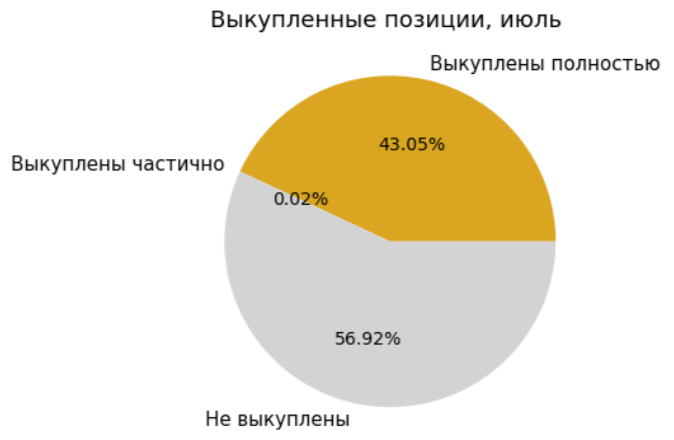 Выкупленные позиции, июль
Выкуплены полностью
43.05%
Выкуплены частично
0.02%
56.92%
Не выкуплены